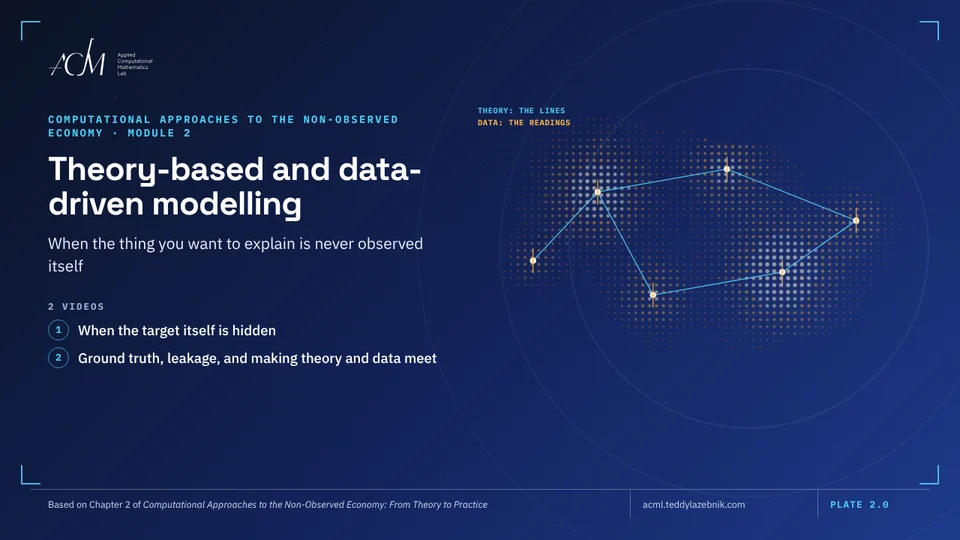 ACM
Applied
Computational
Mathematics
Lab
COMPUTATIONAL APPROACHES TO THE NON-OBSERVED
ECONOMY · MODULE 2
Theory-based and data-
driven modelling
When the thing you want to explain is never observed
itself
2 VIDEOS
1 When the target itself is hidden
2 Ground truth, leakage, and making theory and data meet
THEORY: THE LINES
DATA: THE READINGS
Based on Chapter 2 of Computational Approaches to the Non-Observed Economy: From Theory to Practice
acml.teddylazebnik.com
PLATE 2.0